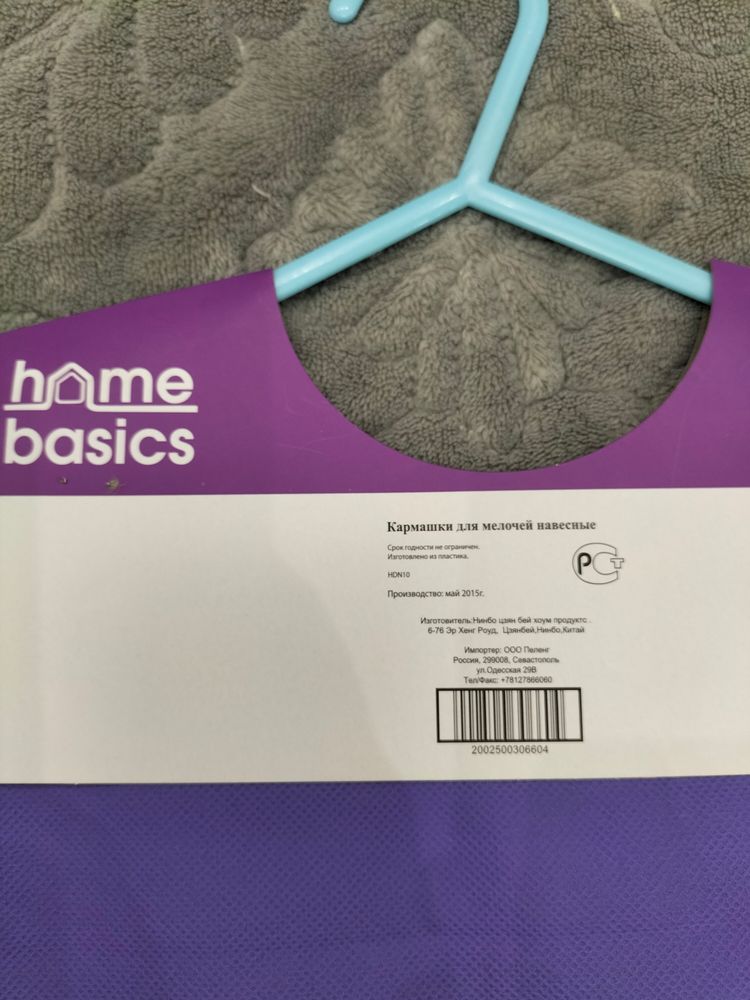 home
basics
Кармашки для мелочей навесные
Срок годности не ограничен.
Изготовлено из пластика.
HDN10
Производство: май 2015г.
РСТ
Изготовитель:Нинбо цзян бей хоум продуктс .
6-76 Эр Хенг Роуд, Цзянбей,Нинбо,Китай
Импортер: ООО Пеленг
Россия, 299008, Севастополь
ул.Одесская 29В
Тел/Факс: +78127866060
2002500306604